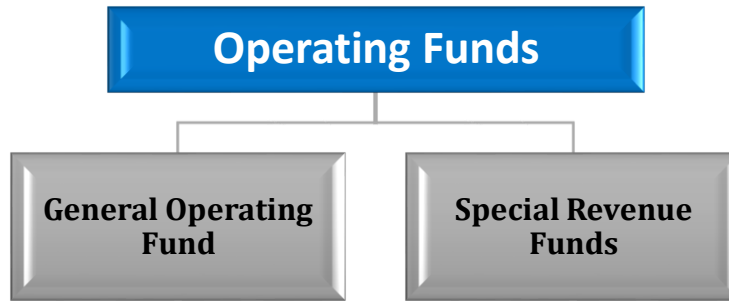 Operating Funds
General Operating
Fund
Special Revenue
Funds